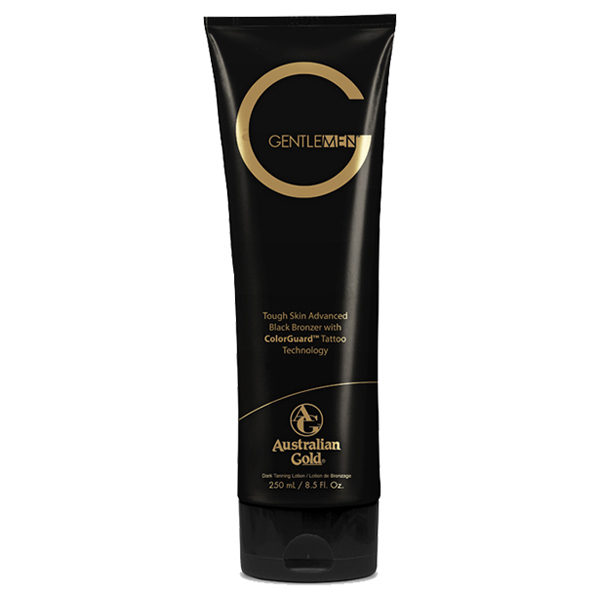 G
GENTLEMEN
Tough Skin Advanced
Black Bronzer with
ColorGuard™ Tattoo
Technology
AG
Australian
Gold®
Dark Tanning Lotion / Lotion de Bronzage
250 ml / 8.5 Fl. Oz.